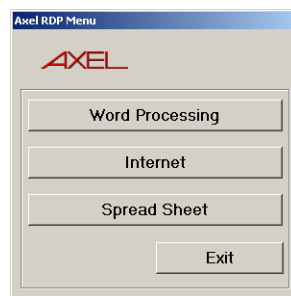 Axel RDP Menu
AXEL
Word Processing
Internet
Spread Sheet
Exit